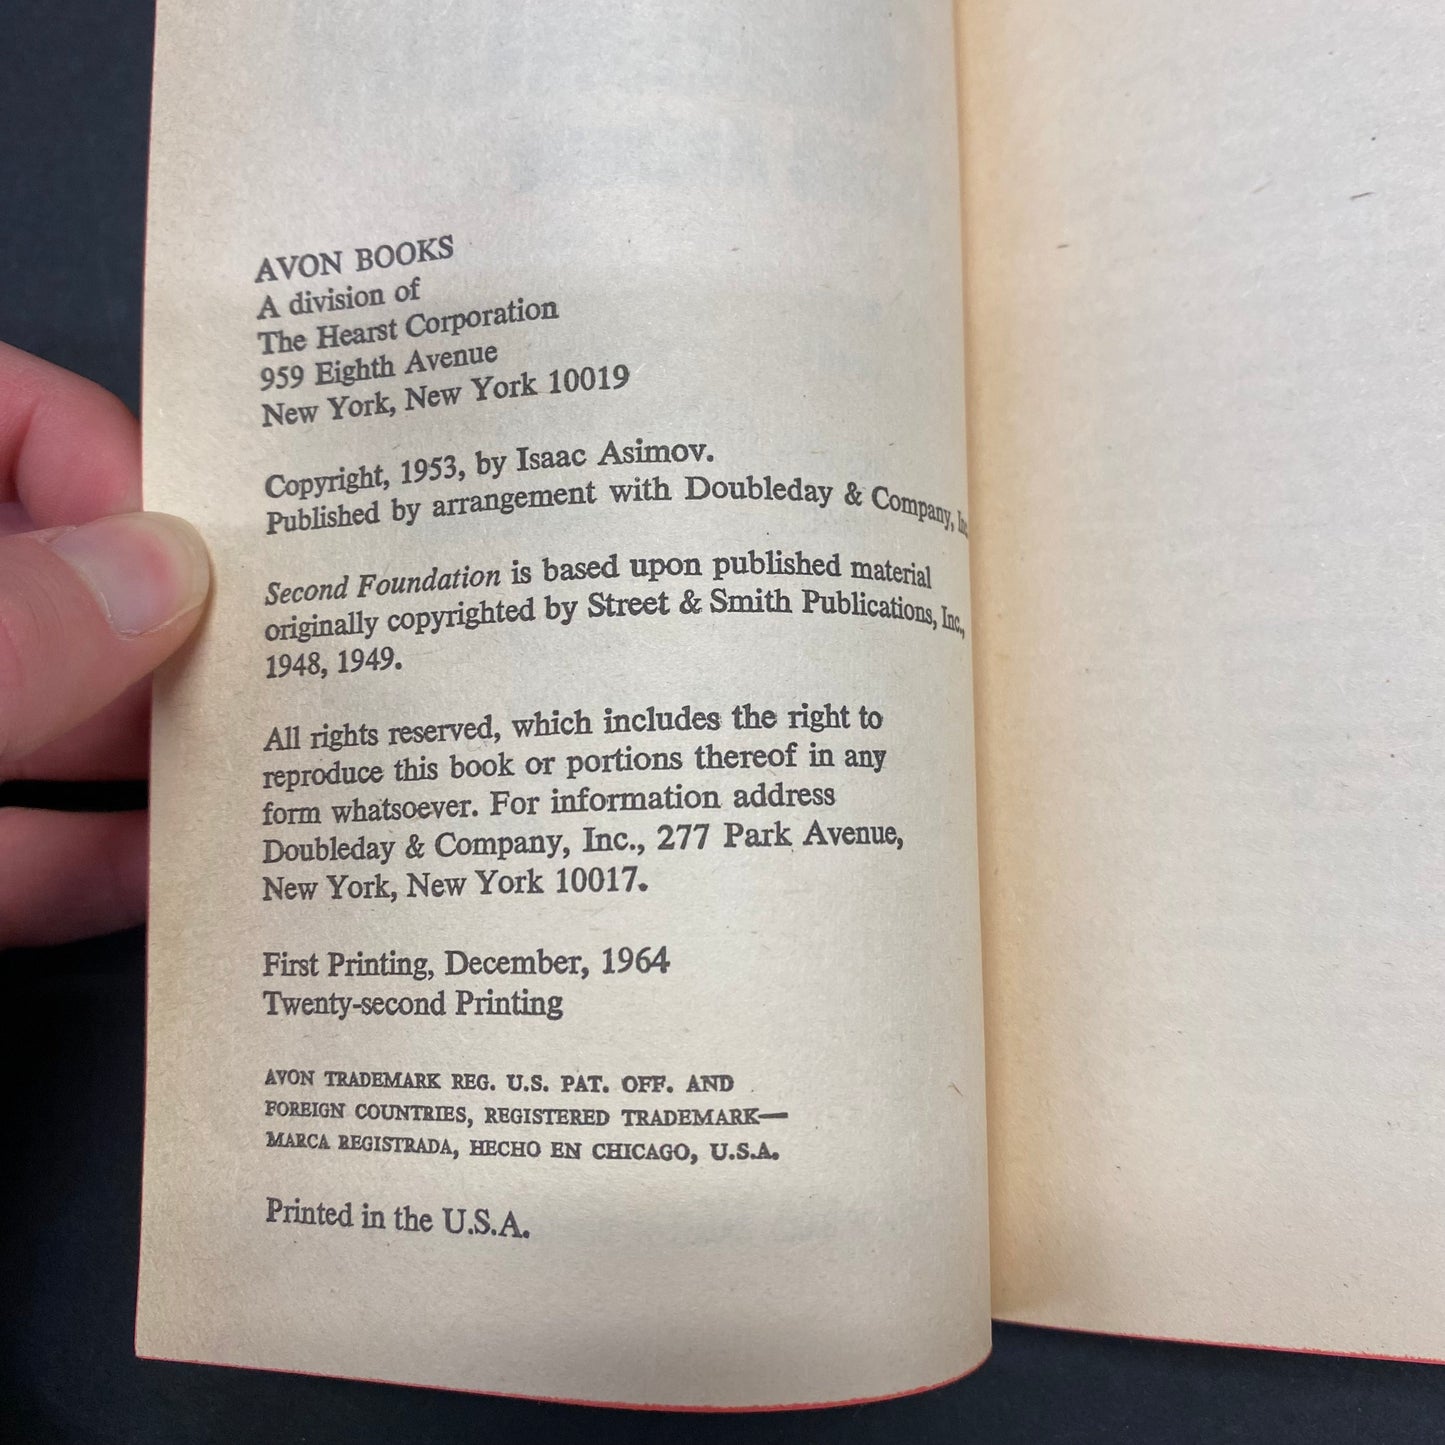 AVON BOOKS
A division of
The Hearst Corporation
959 Eighth Avenue
New York, New York 10019
Copyright, 1953, by Isaac Asimov.
Published by arrangement with Doubleday & Company, Inc.
Second Foundation is based upon published material
originally copyrighted by Street & Smith Publications, Inc.,
1948, 1949.
All rights reserved, which includes the right to
reproduce this book or portions thereof in any
form whatsoever. For information address
Doubleday & Company, Inc., 277 Park Avenue,
New York, New York 10017.
First Printing, December, 1964
Twenty-second Printing
AVON TRADEMARK REG. U.S. PAT. OFF. AND
FOREIGN COUNTRIES, REGISTERED TRADEMARK—
MARCA REGISTRADA, HECHO EN CHICAGO, U.S.A.
Printed in the U.S.A.